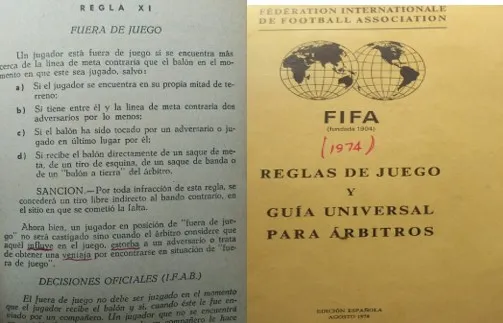 REGLA XI
FUERA DE JUEGO
Un jugador está fuera de juego si se encuentra más
cerca de la línea de meta contraria que el balón en el mo-
mento en que este sea jugado, salvo:
a) Si el jugador se encuentra en su propia mitad de te-
rreno;
b) Si tiene entre él y la línea de meta contraria dos
adversarios por lo menos;
c) Si el balón ha sido tocado por un adversario o ju-
gado en último lugar por él;
d) Si recibe el balón directamente de un saque de me-
ta, de un tiro de esquina, de un saque de banda o
de un "balón a tierra" del árbitro.
SANCION.—Por toda infracción de esta regla, se
concederá un tiro libre indirecto al bando contrario, en
el sitio en que se cometió la falta.
Ahora bien, un jugador en posición de "fuera de jue-
go" no será castigado sino cuando el árbitro considere que
aquél influye en el juego, estorba a un adversario o trata
de obtener una ventaja por encontrarse en situación de "fue-
ra de juego".
DECISIONES OFICIALES (I.F.A.B.)
El fuera de juego no debe ser juzgado en el momento
que el jugador recibe el balón y sí, cuando éste le fue en-
viado por un compañero. Un jugador que no se encuentra
FÉDÉRATION INTERNATIONALE
DE FOOTBALL ASSOCIATION
FIFA
(fondata 1904)
(1974)
REGLAS DE JUEGO
Y
GUÍA UNIVERSAL
PARA ÁRBITROS
EDICIÓN ESPAÑOLA
AGOSTO 1974